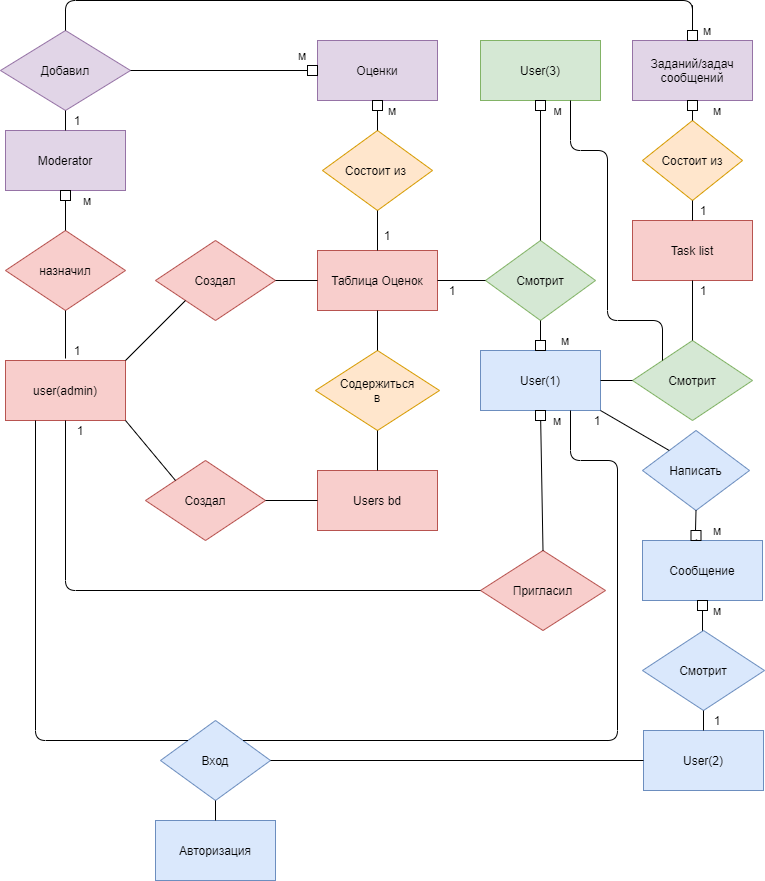 м
м
Добавил
Оценки
User(3)
Заданий/задач
сообщений
м
м
м
1
Moderator
Состоит из
Состоит из
м
1
1
назначил
Создал
Таблица Оценок
Смотрит
Task list
1
1
м
1
user(admin)
Содержиться
в
User(1)
Смотрит
1
м
1
Создал
Users bd
Написать
м
Сообщение
Пригласил
м
Смотрит
1
Вход
User(2)
Авторизация